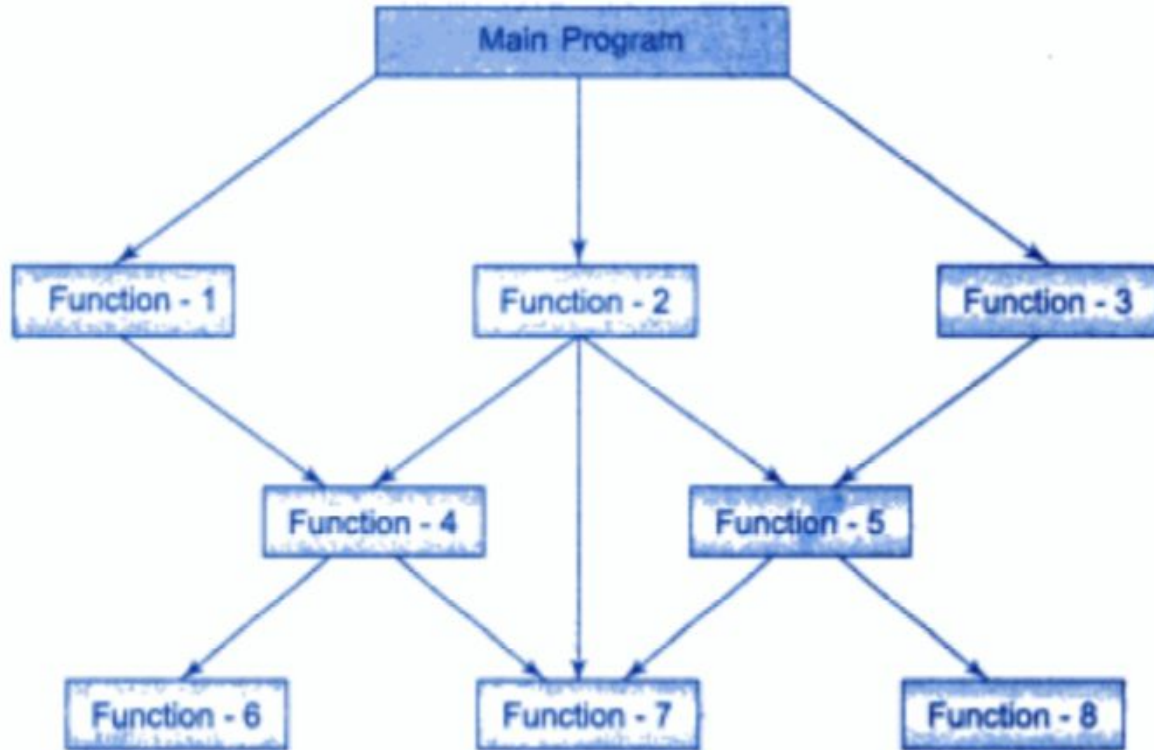 Main Program
Function - 1
Function - 2
Function - 3
Function - 4
Function - 5
Function - 6
Function - 7
Function - 8